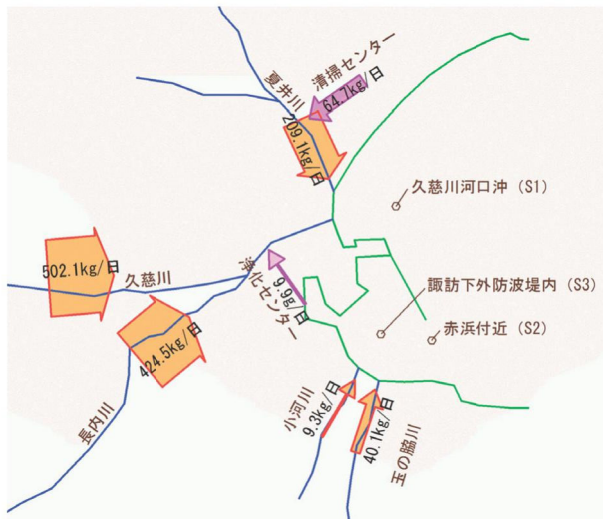 清掃センター
64.7kg/日
夏井川
209.1kg/日
久慈川河口沖（S1）
502.1kg/日
久慈川
浄化センター
9.9g/日
諏訪下外防波堤内（S3）
赤浜付近（S2）
424.5kg/日
長内川
小河川
9.3kg/日
40.1kg/日
玉の脇川